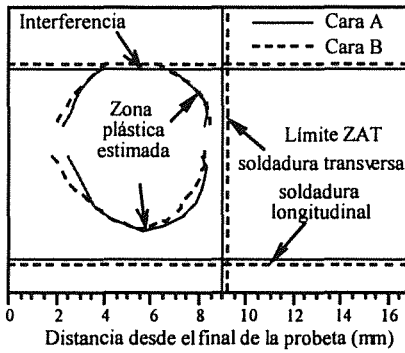 Interferencia
Cara A
Cara B
Zona
plástica
estimada
Límite ZAT
soldadura transversa
soldadura
longitudinal
0 2 4 6 8 10 12 14 16
Distancia desde el final de la probeta (mm)